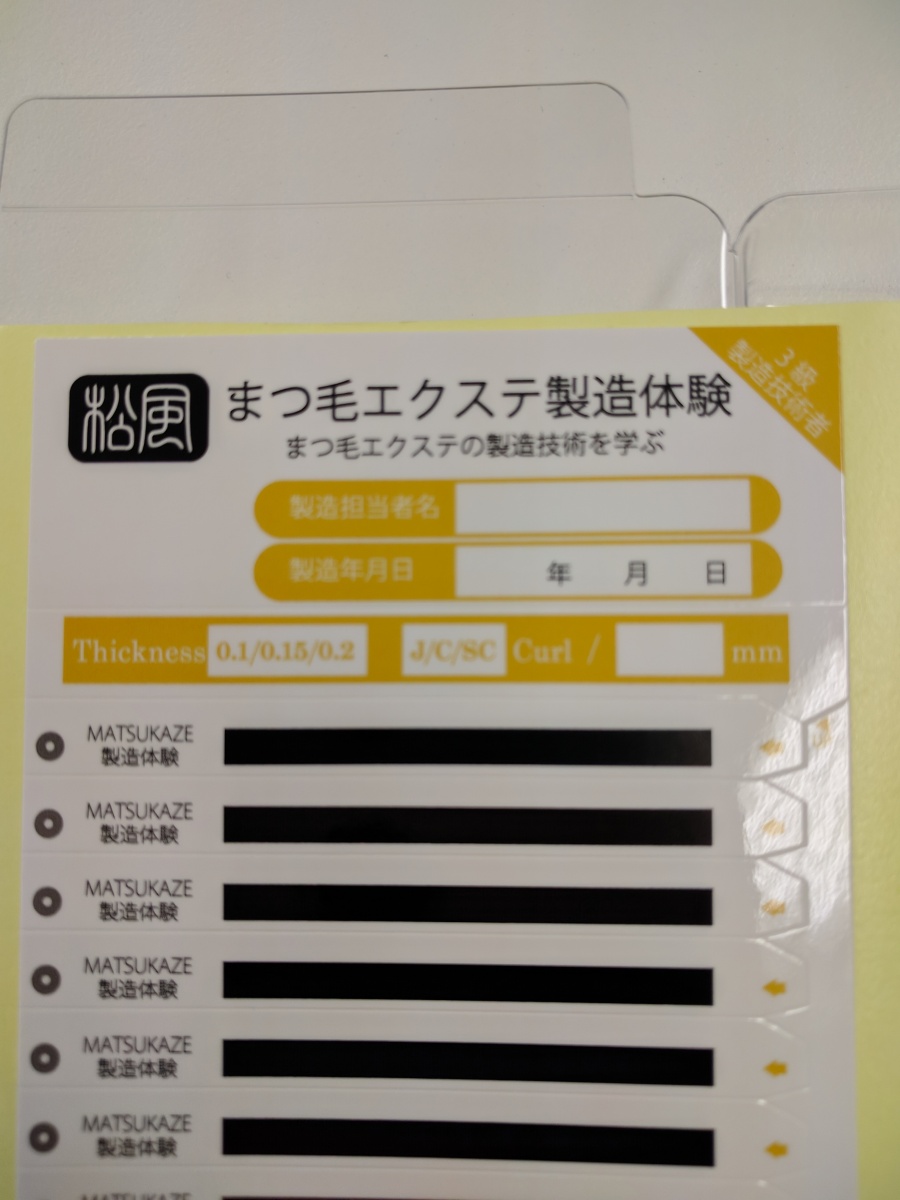 松風
まつ毛エクステ製造体験
まつ毛エクステの製造技術を学ぶ
3級
製造技術者
製造担当者名
製造年月日 年 月 日
Thickness 0.1/0.15/0.2 J/C/SC Curl / mm
MATSUKAZE
製造体験
MATSUKAZE
製造体験
MATSUKAZE
製造体験
MATSUKAZE
製造体験
MATSUKAZE
製造体験
MATSUKAZE
製造体験